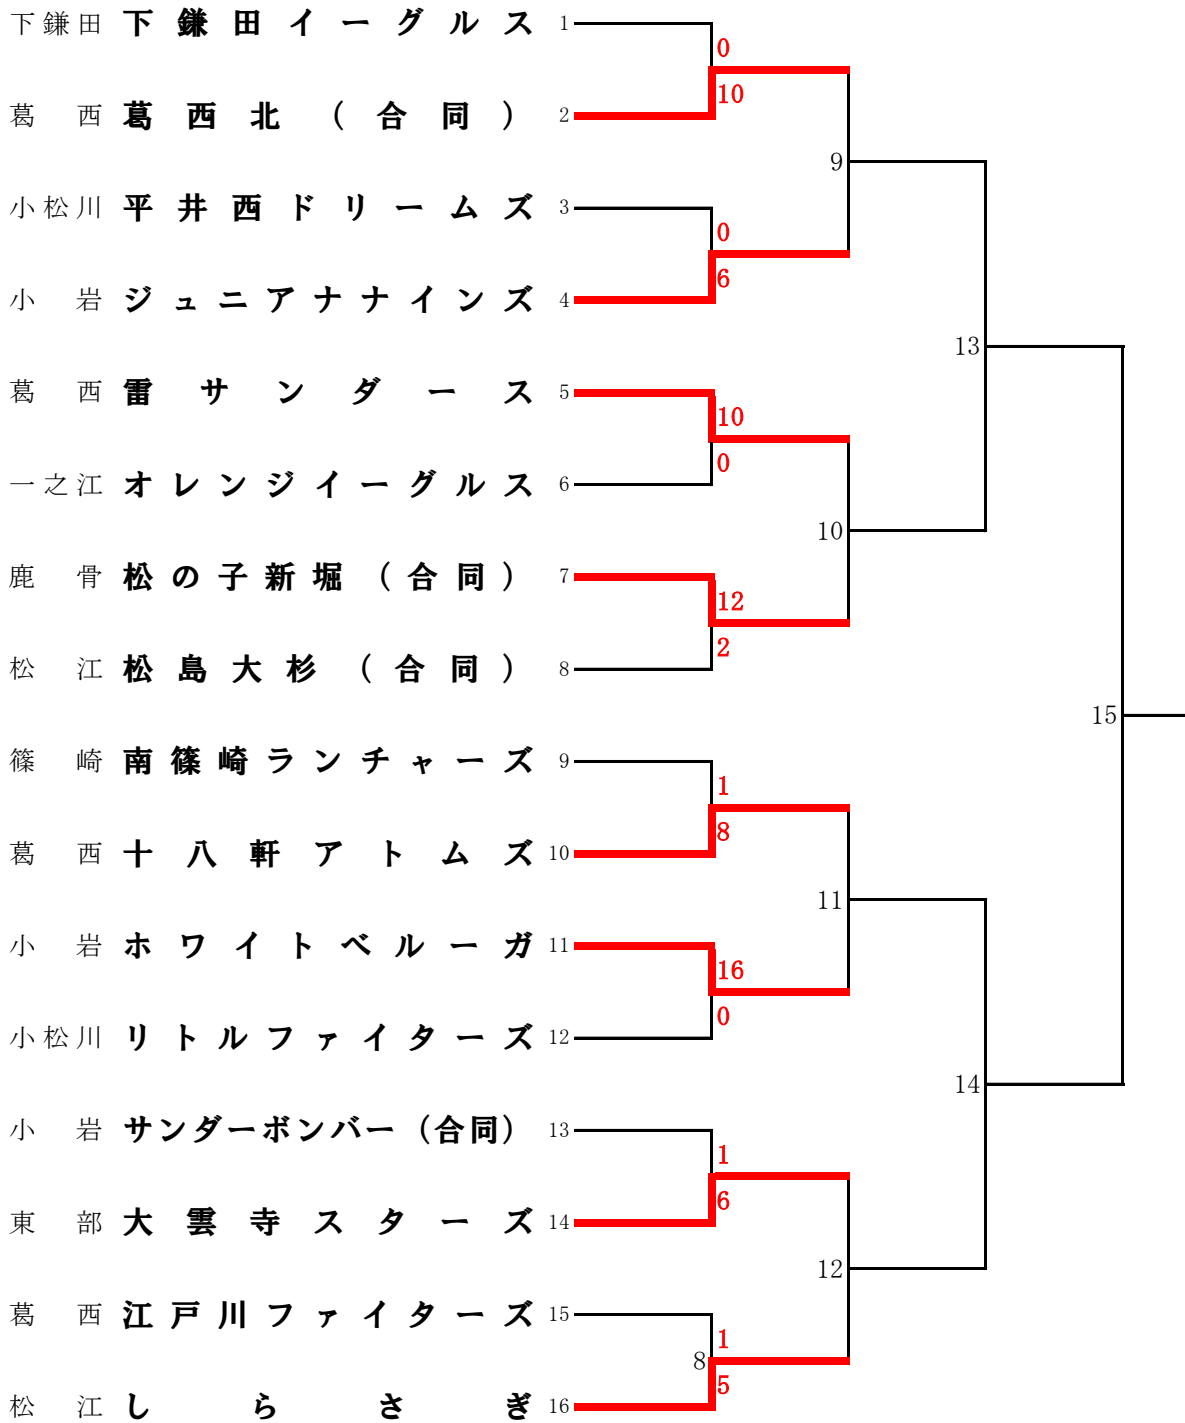 下鎌田 下鎌田イーグルス 1
0
10
葛西 葛西北(合同) 2
9
小松川 平井西ドリームズ 3
0
6
小岩 ジュニアナナインズ 4
13
葛西 雷サンダース 5
10
0
一之江 オレンジイーグルス 6
10
鹿骨 松の子新堀(合同) 7
12
2
松江 松島大杉(合同) 8
15
篠崎 南篠崎ランチャーズ 9
1
8
葛西 十八軒アトムズ 10
11
小岩 ホワイトベルーガ 11
16
0
小松川 リトルファイターズ 12
14
小岩 サンダーボンバー(合同) 13
1
6
東部 大雲寺スターズ 14
12
葛西 江戸川ファイターズ 15
1
8
5
松江 しらさぎ 16